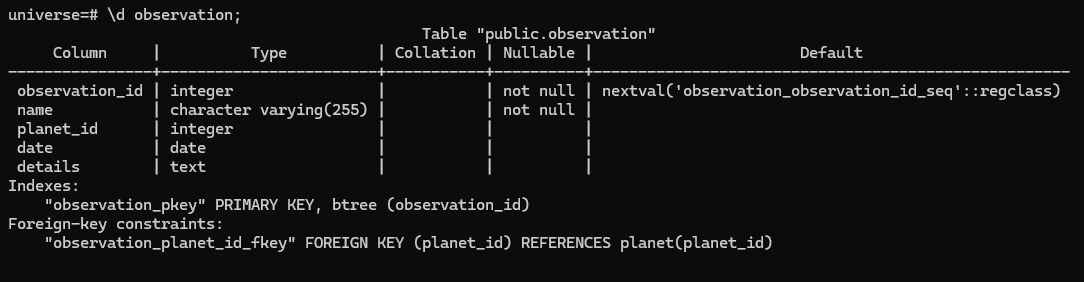 universe=# \d observation;
                                              Table "public.observation"
     Column     |          Type          | Collation | Nullable |                       Default
----------------+------------------------+-----------+----------+-----------------------------------------------------
 observation_id | integer                |           | not null | nextval('observation_observation_id_seq'::regclass)
 name           | character varying(255) |           | not null |
 planet_id      | integer                |           |          |
 date           | date                   |           |          |
 details        | text                   |           |          |
Indexes:
    "observation_pkey" PRIMARY KEY, btree (observation_id)
Foreign-key constraints:
    "observation_planet_id_fkey" FOREIGN KEY (planet_id) REFERENCES planet(planet_id)